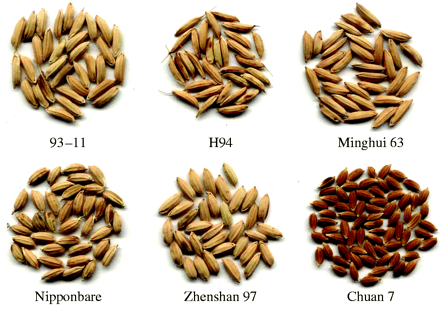 93–11
H94
Minghui 63
Nipponbare
Zhenshan 97
Chuan 7